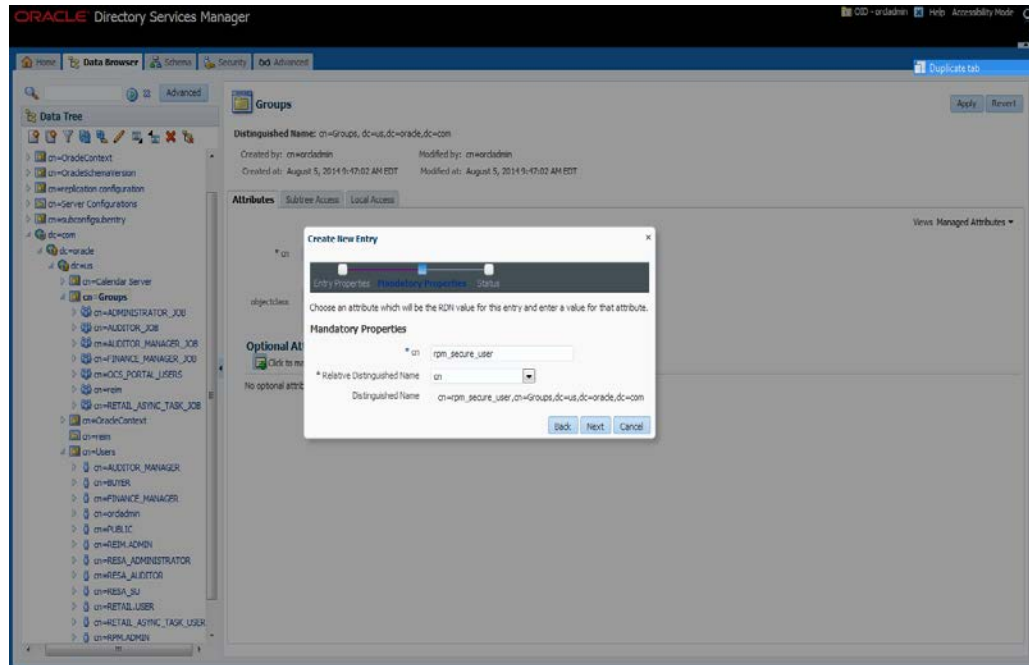 ORACLE Directory Services Manager
OID - ordadmin Help Accessibility Mode
Home Data Browser Schema Security Advanced
Duplicate tab
Advanced
Data Tree
cn=OracleContext
cn=OracleSchemaVersion
cn=replication configuration
cn=Server Configurations
cn=subconfigsubentry
dc=com
dc=oracle
dc=us
cn=Calendar Server
cn=Groups
cn=ADMINISTRATOR_JOB
cn=AUDITOR_JOB
cn=AUDITOR_MANAGER_JOB
cn=FINANCE_MANAGER_JOB
cn=OCS_PORTAL_USERS
cn=reim
cn=RETAIL_ASYNC_TASK_JOB
cn=OracleContext
cn=reim
cn=Users
cn=AUDITOR_MANAGER
cn=BUYER
cn=FINANCE_MANAGER
cn=ordadmin
cn=PUBLIC
cn=REIM.ADMIN
cn=RESA_ADMINISTRATOR
cn=RESA_AUDITOR
cn=RESA_SU
cn=RETAIL.USER
cn=RETAIL_ASYNC_TASK_USER
cn=RPM.ADMIN
Groups
Apply Revert
Distinguished Name: cn=Groups, dc=us,dc=oracle,dc=com
Created by: cn=ordadmin Modified by: cn=ordadmin
Created at: August 5, 2014 9:47:02 AM EDT Modified at: August 5, 2014 9:47:02 AM EDT
Attributes Subtree Access Local Access
Views Managed Attributes
* cn
objectclass
Optional At
Click to ma
No optional attrib
Create New Entry
Entry Properties Mandatory Properties Status
Choose an attribute which will be the RDN value for this entry and enter a value for that attribute.
Mandatory Properties
* cn rpm_secure_user
* Relative Distinguished Name cn
Distinguished Name cn=rpm_secure_user,cn=Groups,dc=us,dc=oracle,dc=com
Back Next Cancel